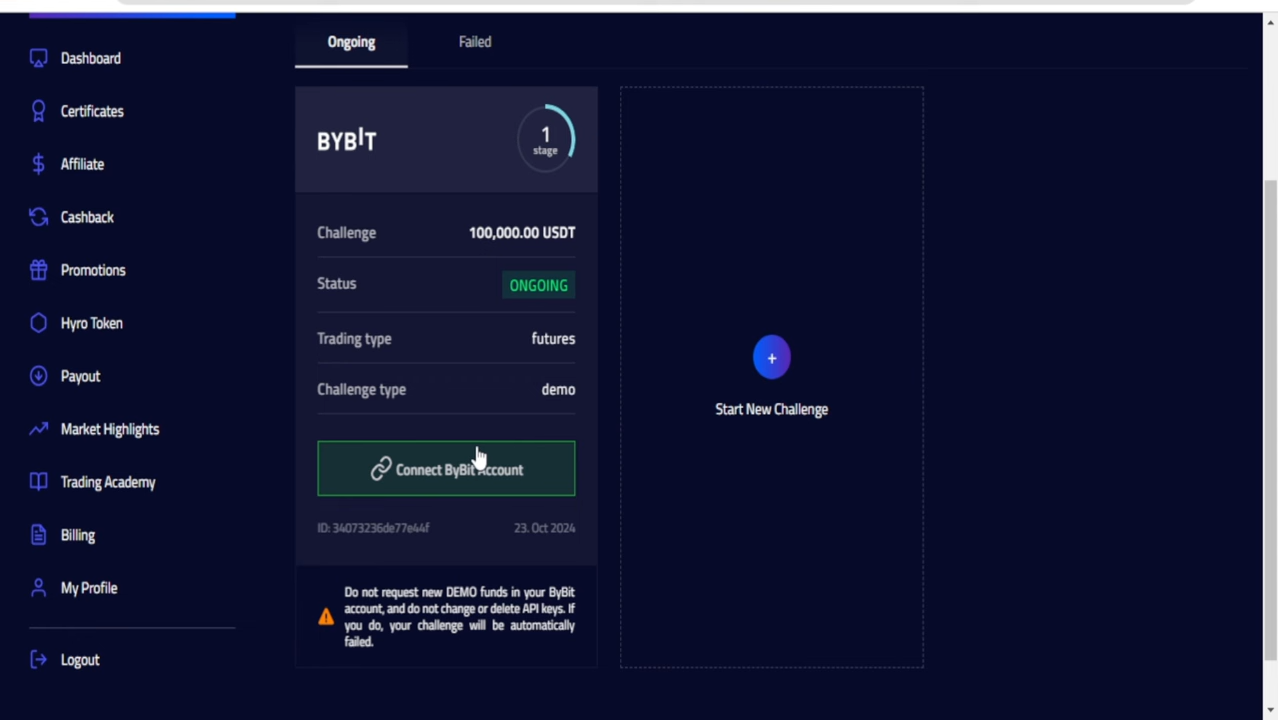 Ongoing
Failed
Dashboard
Certificates
Affiliate
Cashback
Promotions
Hyro Token
Payout
Market Highlights
Trading Academy
Billing
My Profile
Logout
BYBIT
1
stage
Challenge 100,000.00 USDT
Status ONGOING
Trading type futures
Challenge type demo
Connect ByBit Account
ID: 34073236de77e44f 23. Oct 2024
Do not request new DEMO funds in your ByBit
account, and do not change or delete API keys. If
you do, your challenge will be automatically
failed.
+
Start New Challenge